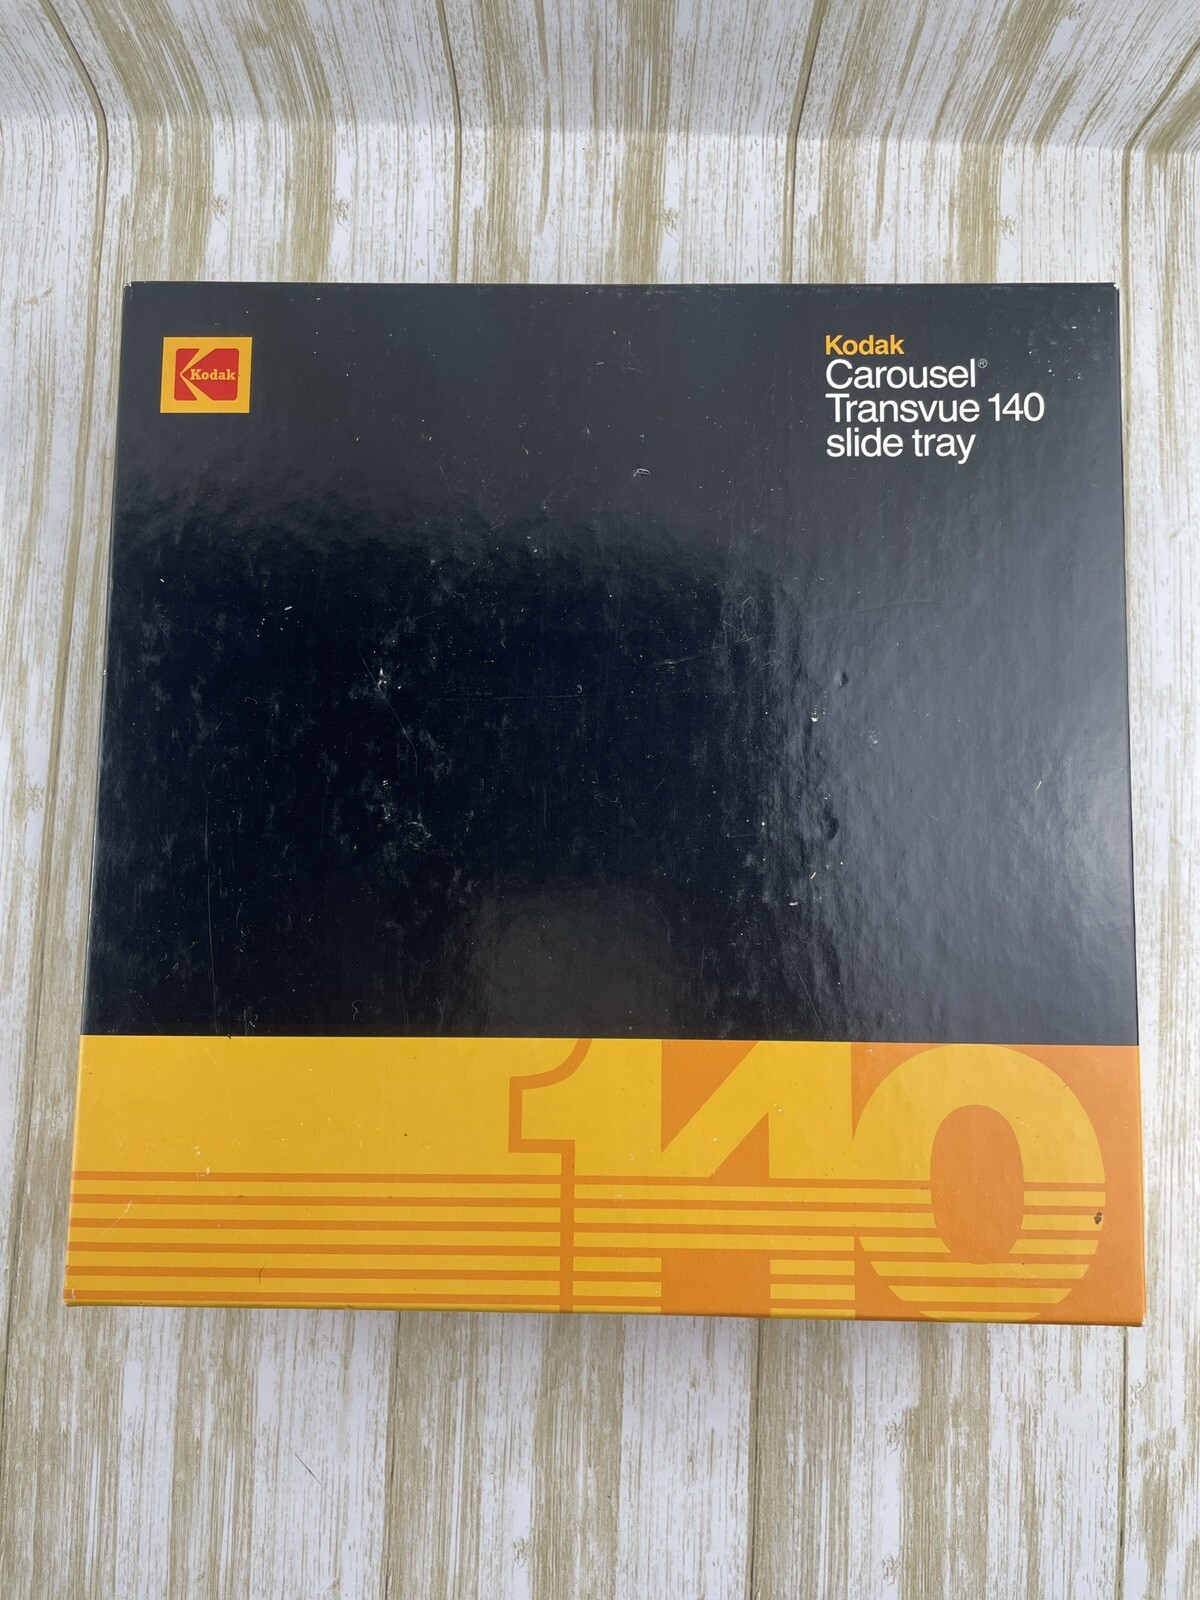 Kodak
Kodak
Carousel®
Transvue 140
slide tray
140